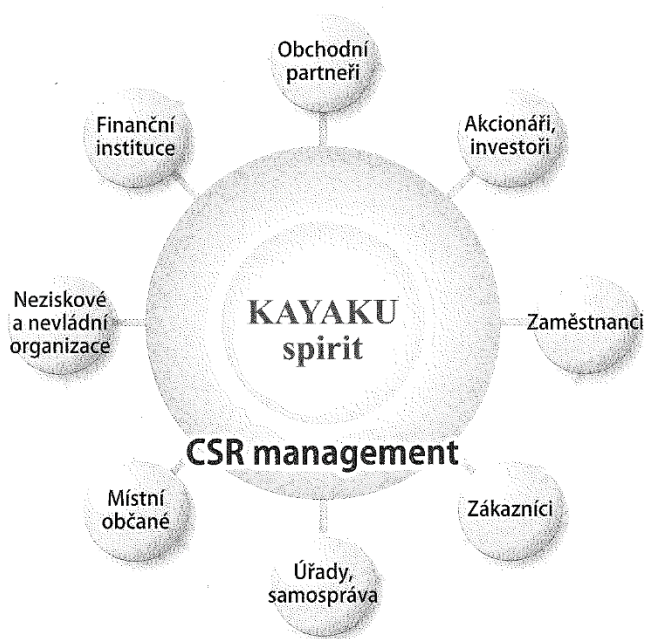 Obchodní
partneři
Finanční
instituce
Akcionáři,
investoři
Neziskové
a nevládní
organizace
KAYAKU
spirit
Zaměstnanci
CSR management
Místní
občané
Zákazníci
Úřady,
samospráva